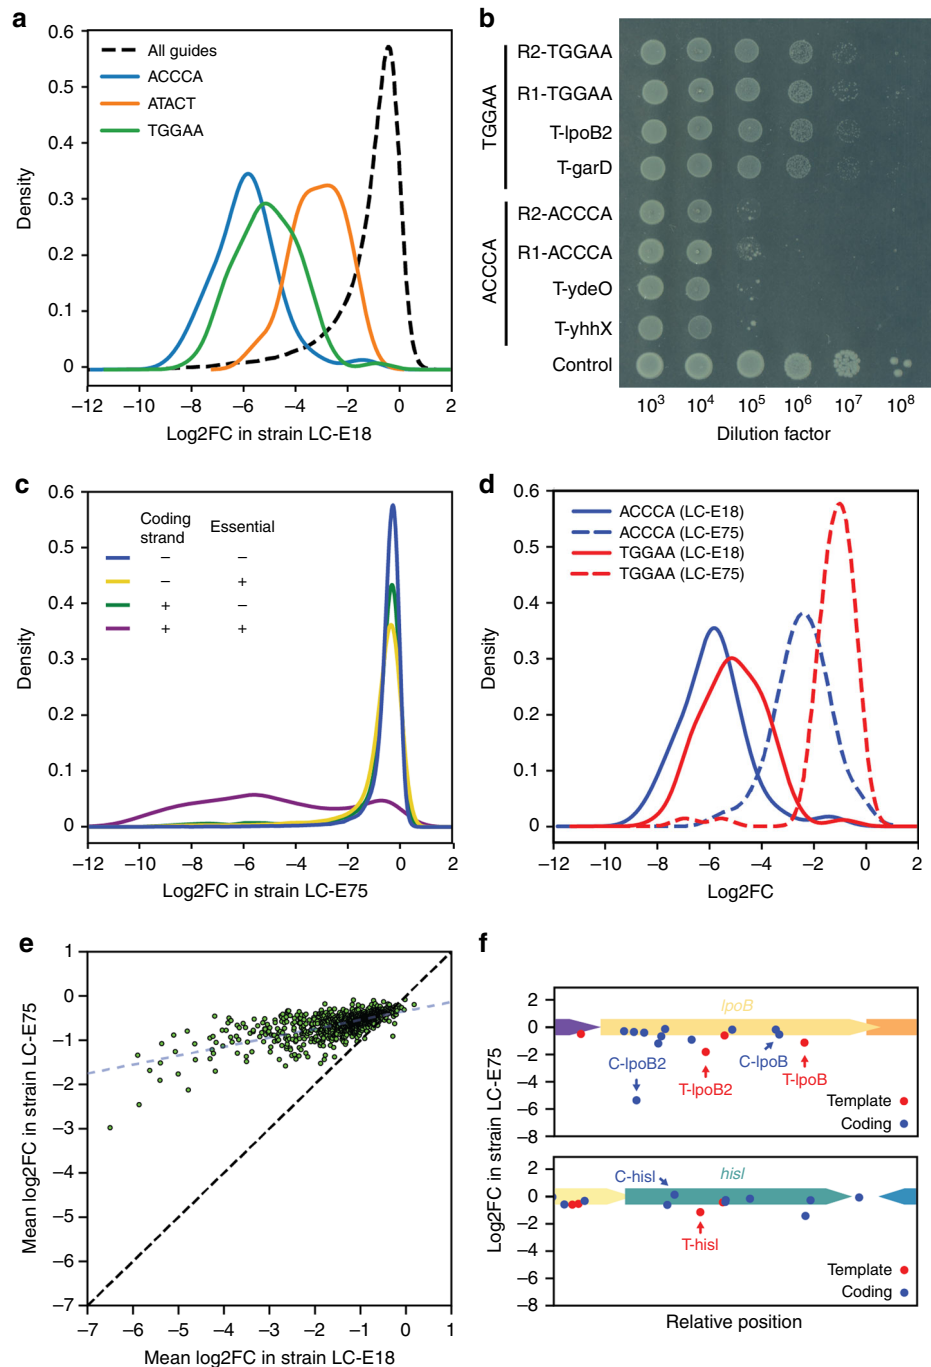 a
0.6
0.5
0.4
0.3
0.2
0.1
0
Density
All guides
ACCCA
ATACT
TGGAA
−12 −10 −8 −6 −4 −2 0 2
Log2FC in strain LC-E18
b
TGGAA
R2-TGGAA
R1-TGGAA
T-lpoB2
T-garD
ACCCA
R2-ACCCA
R1-ACCCA
T-ydeO
T-yhhX
Control
10³ 10⁴ 10⁵ 10⁶ 10⁷ 10⁸
Dilution factor
c
0.6
0.5
0.4
0.3
0.2
0.1
0
Density
Coding strand Essential
− −
− +
+ −
+ +
−12 −10 −8 −6 −4 −2 0 2
Log2FC in strain LC-E75
d
0.6
0.5
0.4
0.3
0.2
0.1
0
Density
ACCCA (LC-E18)
ACCCA (LC-E75)
TGGAA (LC-E18)
TGGAA (LC-E75)
−12 −10 −8 −6 −4 −2 0 2
Log2FC
e
1
0
−1
−2
−3
−4
−5
−6
−7
Mean log2FC in strain LC-E75
−7 −6 −5 −4 −3 −2 −1 0 1
Mean log2FC in strain LC-E18
f
Log2FC in strain LC-E75
2
0
−2
−4
−6
−8
lpoB
C-lpoB2
T-lpoB2
C-lpoB
T-lpoB
Template
Coding
2
0
−2
−4
−6
−8
C-hisI
hisI
T-hisI
Template
Coding
Relative position